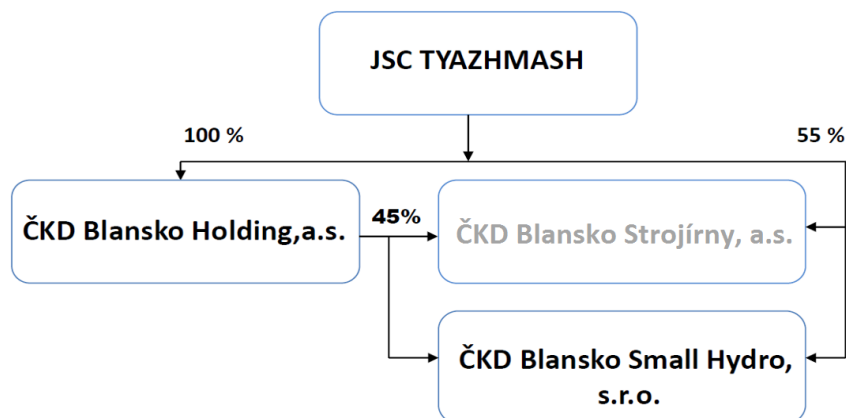 JSC TYAZHMASH
100 %
55 %
ČKD Blansko Holding,a.s.
45%
ČKD Blansko Strojírny, a.s.
ČKD Blansko Small Hydro,
s.r.o.